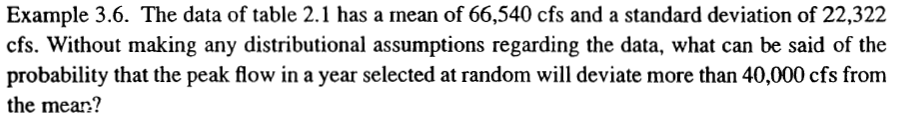 Example 3.6. The data of table 2.1 has a mean of 66,540 cfs and a standard deviation of 22,322
cfs. Without making any distributional assumptions regarding the data, what can be said of the
probability that the peak flow in a year selected at random will deviate more than 40,000 cfs from
the mean?